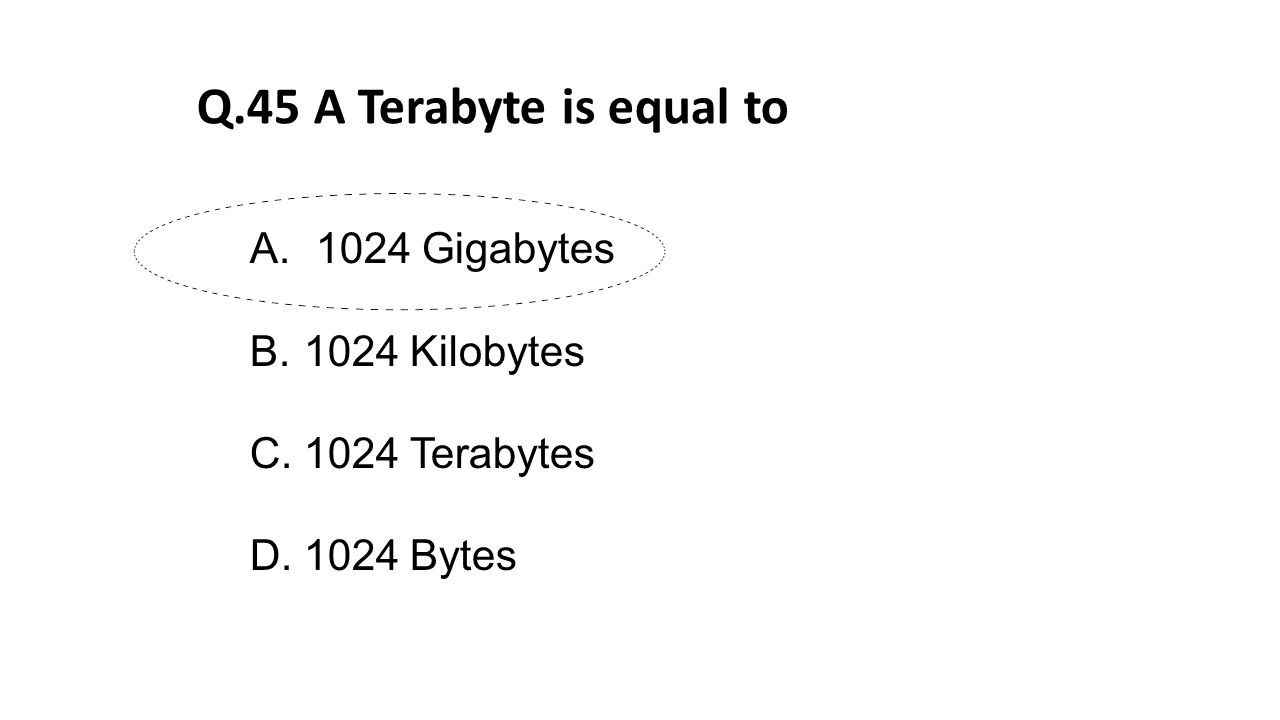 Q.45 A Terabyte is equal to
A. 1024 Gigabytes
B. 1024 Kilobytes
C. 1024 Terabytes
D. 1024 Bytes